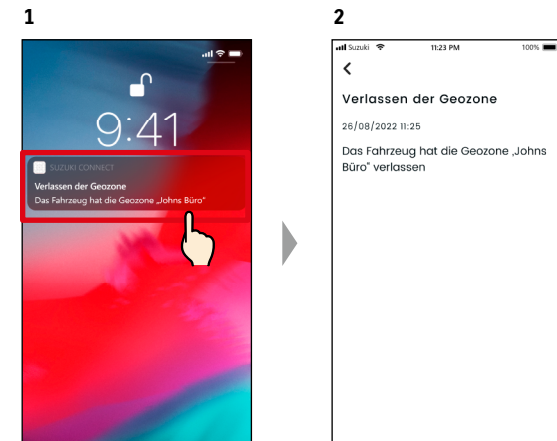 1
9:41
SUZUKI CONNECT
Verlassen der Geozone
Das Fahrzeug hat die Geozone „Johns Büro"
2
Suzuki 11:23 PM 100%
Verlassen der Geozone
26/08/2022 11:25
Das Fahrzeug hat die Geozone ‚Johns
Büro" verlassen